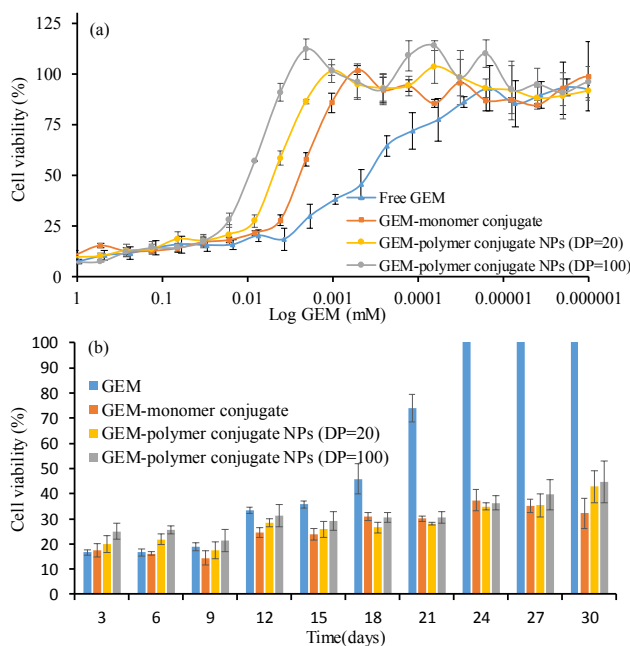 (a)
Cell viability (%)
125
100
75
50
25
0
Free GEM
GEM-monomer conjugate
GEM-polymer conjugate NPs (DP=20)
GEM-polymer conjugate NPs (DP=100)
1 0.1 0.01 0.001 0.0001 0.00001 0.000001
Log GEM (mM)
(b)
Cell viability (%)
100
90
80
70
60
50
40
30
20
10
0
GEM
GEM-monomer conjugate
GEM-polymer conjugate NPs (DP=20)
GEM-polymer conjugate NPs (DP=100)
3 6 9 12 15 18 21 24 27 30
Time(days)